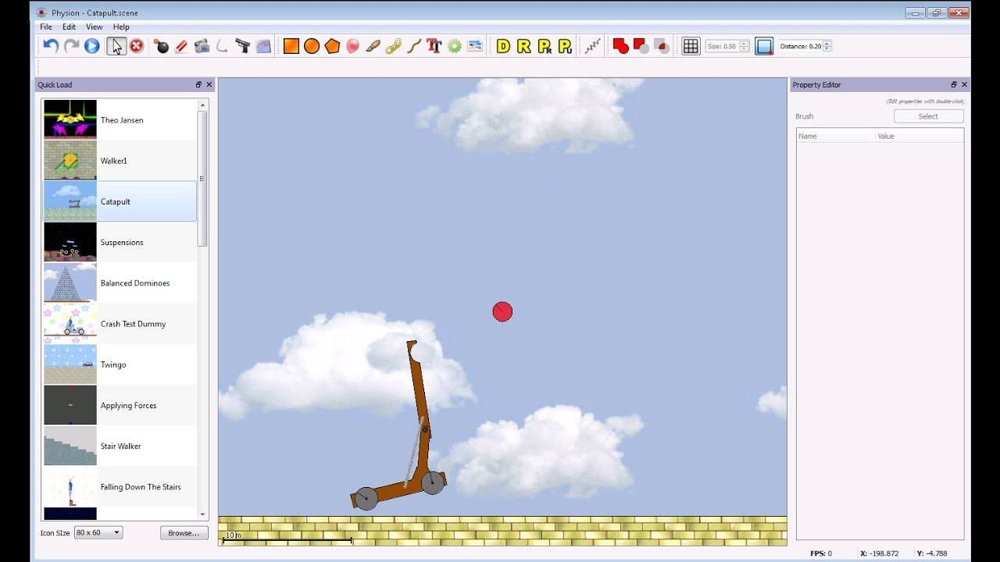 Physion - Catapult.scene
File Edit View Help
TT D R PR PU Size: 0.50 Distance: 0.20
Quick Load
Theo Jansen
Walker1
Catapult
Suspensions
Balanced Dominoes
Crash Test Dummy
Twingo
Applying Forces
Stair Walker
Falling Down The Stairs
Icon SIze 80 x 60 Browse...
10 m
Property Editor
(Edit properties with double-click)
Brush Select
Name Value
FPS: 0 X: -198.872 Y: -4.788